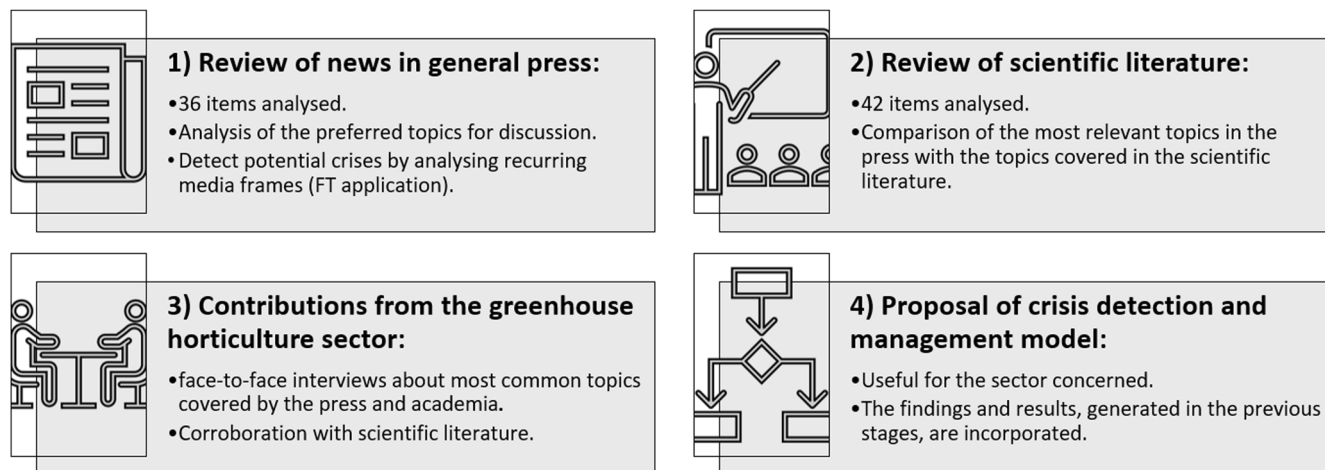 1) Review of news in general press:
•36 items analysed.
•Analysis of the preferred topics for discussion.
• Detect potential crises by analysing recurring
media frames (FT application).
2) Review of scientific literature:
•42 items analysed.
•Comparison of the most relevant topics in the
press with the topics covered in the scientific
literature.
3) Contributions from the greenhouse
horticulture sector:
•face-to-face interviews about most common topics
covered by the press and academia.
•Corroboration with scientific literature.
4) Proposal of crisis detection and
management model:
•Useful for the sector concerned.
•The findings and results, generated in the previous
stages, are incorporated.